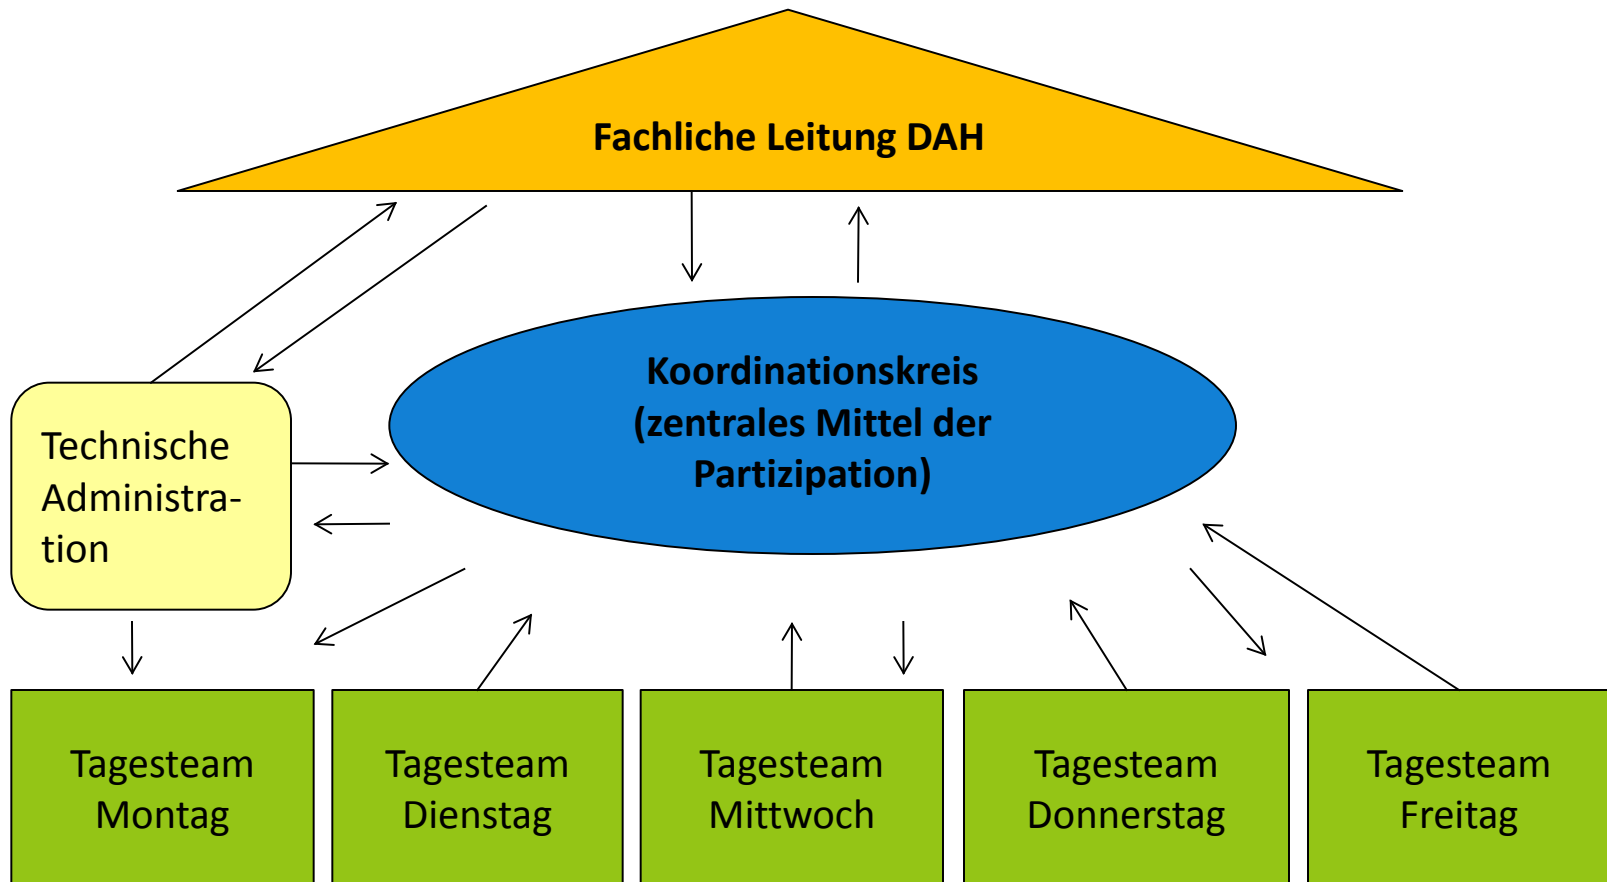 Fachliche Leitung DAH
Koordinationskreis
(zentrales Mittel der
Partizipation)
Technische
Administra-
tion
Tagesteam
Montag
Tagesteam
Dienstag
Tagesteam
Mittwoch
Tagesteam
Donnerstag
Tagesteam
Freitag